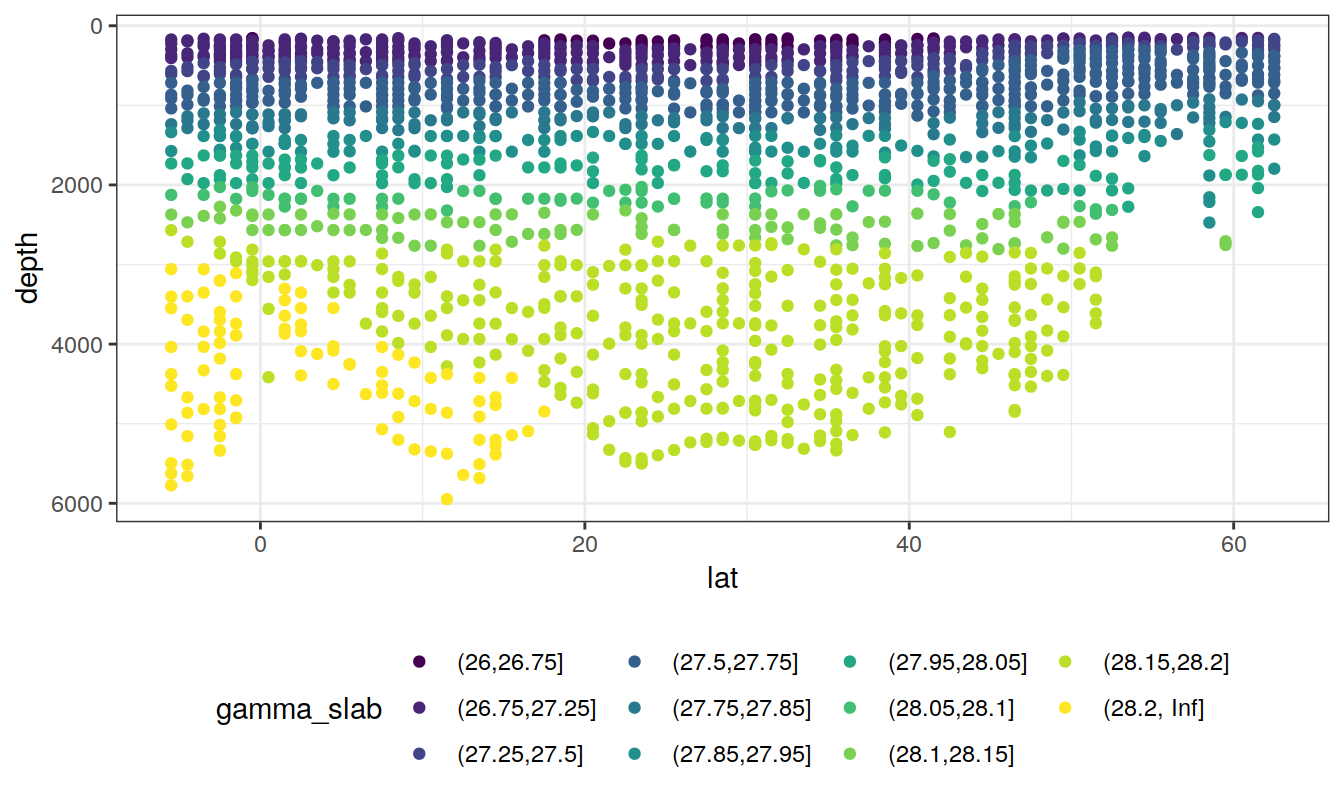 0
2000
4000
6000
depth
0 20 40 60
lat
gamma_slab
(26,26.75] (27.5,27.75] (27.95,28.05] (28.15,28.2]
(26.75,27.25] (27.75,27.85] (28.05,28.1] (28.2, Inf]
(27.25,27.5] (27.85,27.95] (28.1,28.15]